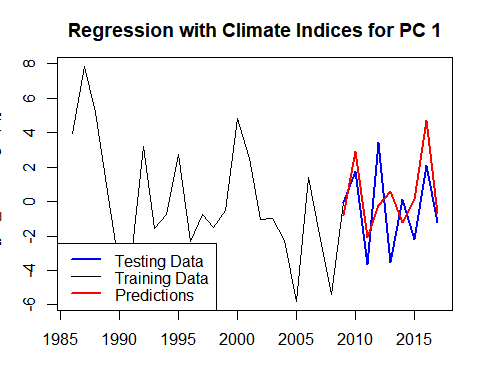 Regression with Climate Indices for PC 1
8
6
4
2
0
-2
-4
-6
Testing Data
Training Data
Predictions
1985 1990 1995 2000 2005 2010 2015